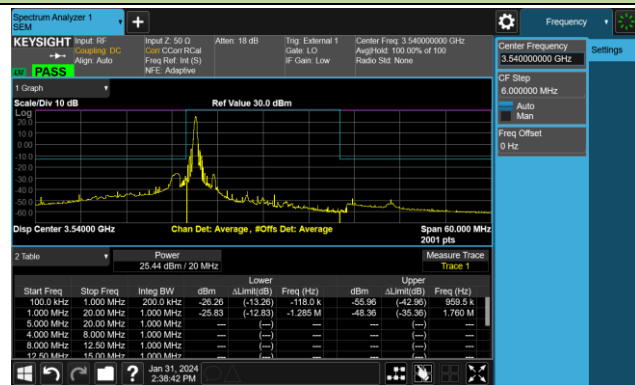 Spectrum Analyzer 1
SEM
+
Frequency
KEYSIGHT
Input: RF
Coupling: DC
Align: Auto
Input Z: 50 Ω
Corr CCorr RCal
Freq Ref: Int (S)
NFE: Adaptive
Atten: 18 dB
Trig: External 1
Gate: LO
IF Gain: Low
Center Freq: 3.540000000 GHz
Avg|Hold: 100.00% of 100
Radio Std: None
PASS
Center Frequency
3.540000000 GHz
Settings
CF Step
6.000000 MHz
Auto
Man
Freq Offset
0 Hz
1 Graph
Scale/Div 10 dB
Ref Value 30.0 dBm
Log
20.0
10.0
0.00
-10.0
-20.0
-30.0
-40.0
-50.0
-60.0
Disp Center 3.54000 GHz
Chan Det: Average, #Offs Det: Average
Span 60.000 MHz
2001 pts
2 Table
Power
25.44 dBm / 20 MHz
Measure Trace
Trace 1
Lower Upper
Start Freq Stop Freq Integ BW dBm ΔLimit(dB) Freq (Hz) dBm ΔLimit(dB) Freq (Hz)
100.0 kHz 1.000 MHz 200.0 kHz -26.26 (-13.26) -118.0 k -55.96 (-42.96) 959.5 k
1.000 MHz 20.00 MHz 1.000 MHz -25.83 (-12.83) -1.285 M -48.36 (-35.36) 1.760 M
5.000 MHz 20.00 MHz 1.000 MHz --- (---) --- --- (---) ---
4.000 MHz 8.000 MHz 1.000 MHz --- (---) --- --- (---) ---
8.000 MHz 12.50 MHz 1.000 MHz --- (---) --- --- (---) ---
12.50 MHz 15.00 MHz 1.000 MHz --- (---) --- --- (---) ---
?
Jan 31, 2024
2:38:42 PM